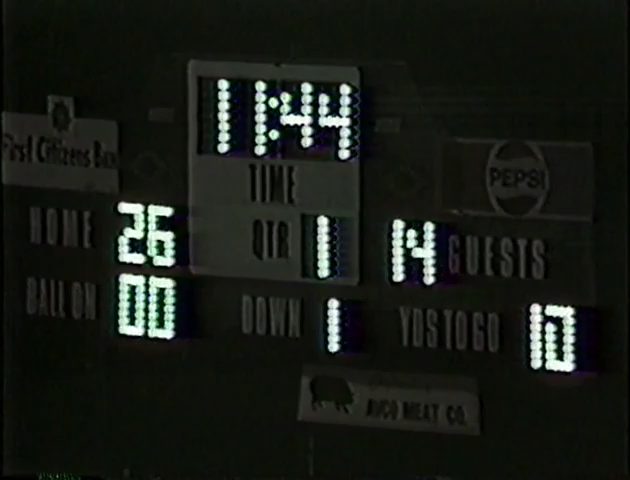 11:44
First Citizens Ban
TIME
PEPSI
HOME 26 QTR 1 14 GUESTS
BALL ON 00 DOWN 1 YDS TO GO 10
MEAT CO.